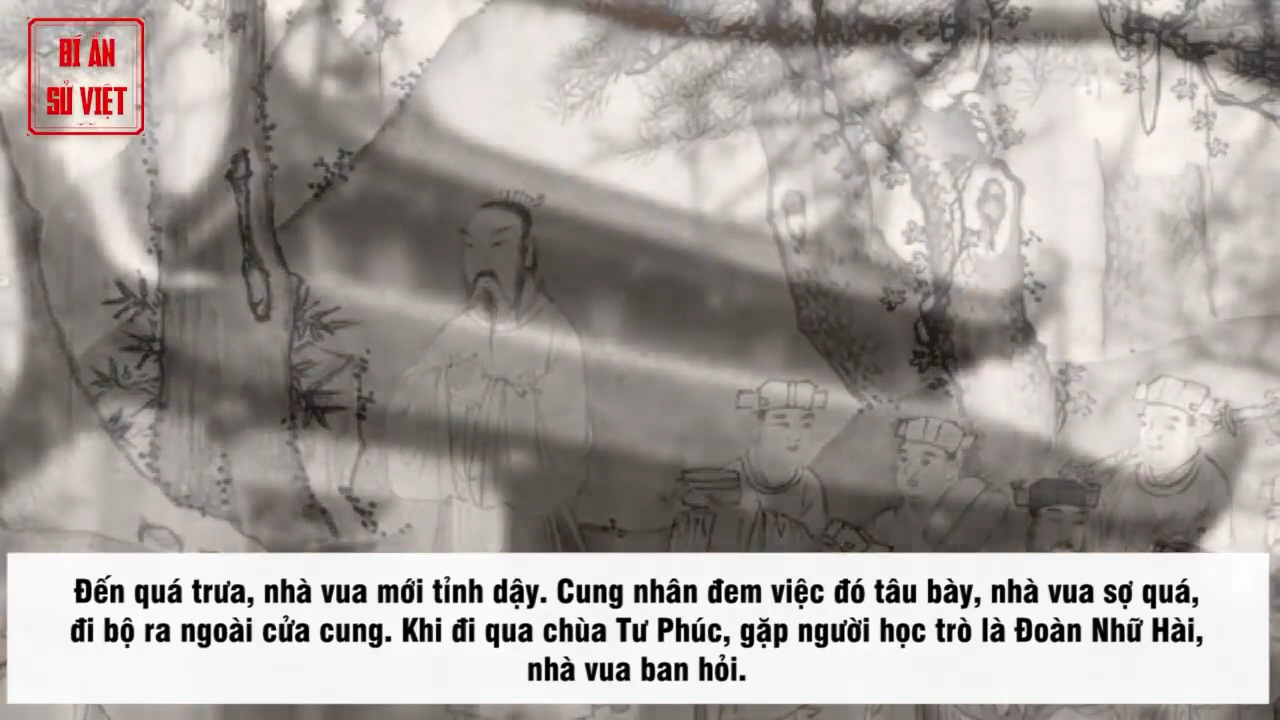 BÍ ẨN
SỬ VIỆT
Đến quá trưa, nhà vua mới tỉnh dậy. Cung nhân đem việc đó tâu bày, nhà vua sợ quá,
đi bộ ra ngoài cửa cung. Khi đi qua chùa Tư Phúc, gặp người học trò là Đoàn Nhữ Hài,
nhà vua ban hỏi.